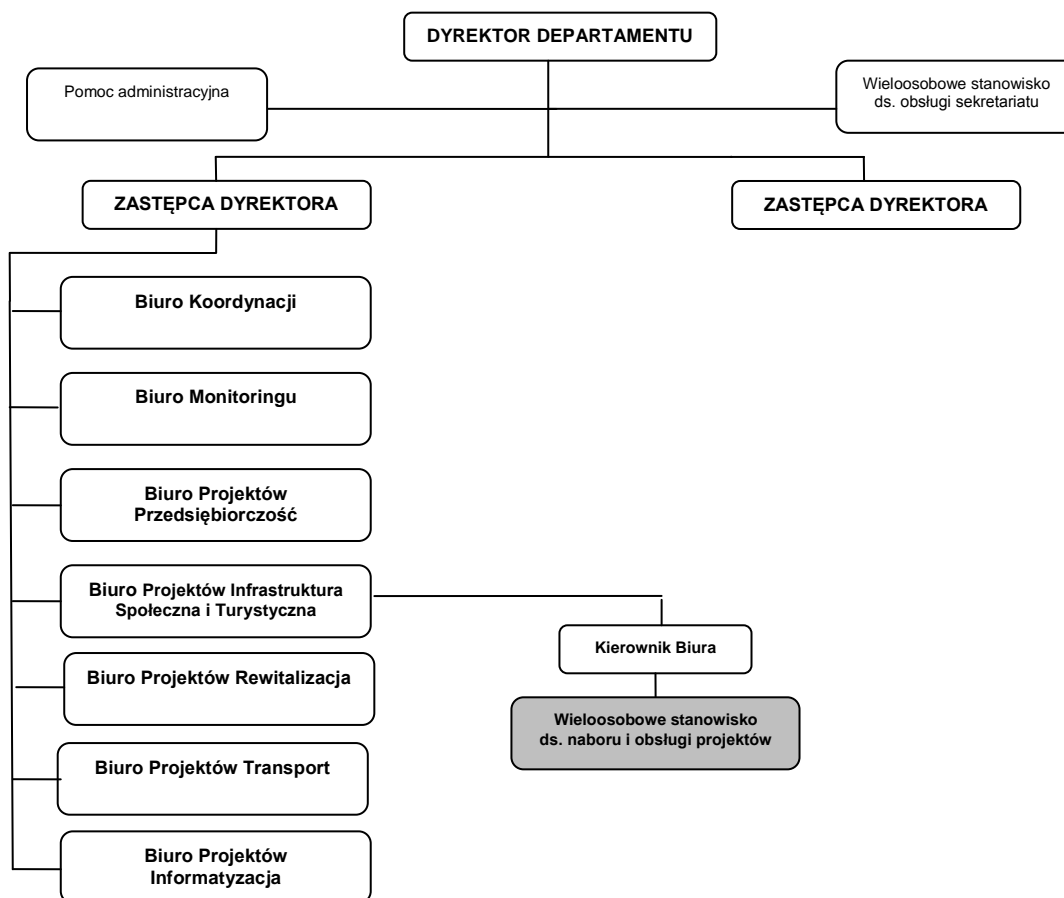 DYREKTOR DEPARTAMENTU
Pomoc administracyjna
Wieloosobowe stanowisko
ds. obsługi sekretariatu
ZASTĘPCA DYREKTORA
ZASTĘPCA DYREKTORA
Biuro Koordynacji
Biuro Monitoringu
Biuro Projektów
Przedsiębiorczość
Biuro Projektów Infrastruktura
Społeczna i Turystyczna
Kierownik Biura
Biuro Projektów Rewitalizacja
Wieloosobowe stanowisko
ds. naboru i obsługi projektów
Biuro Projektów Transport
Biuro Projektów
Informatyzacja